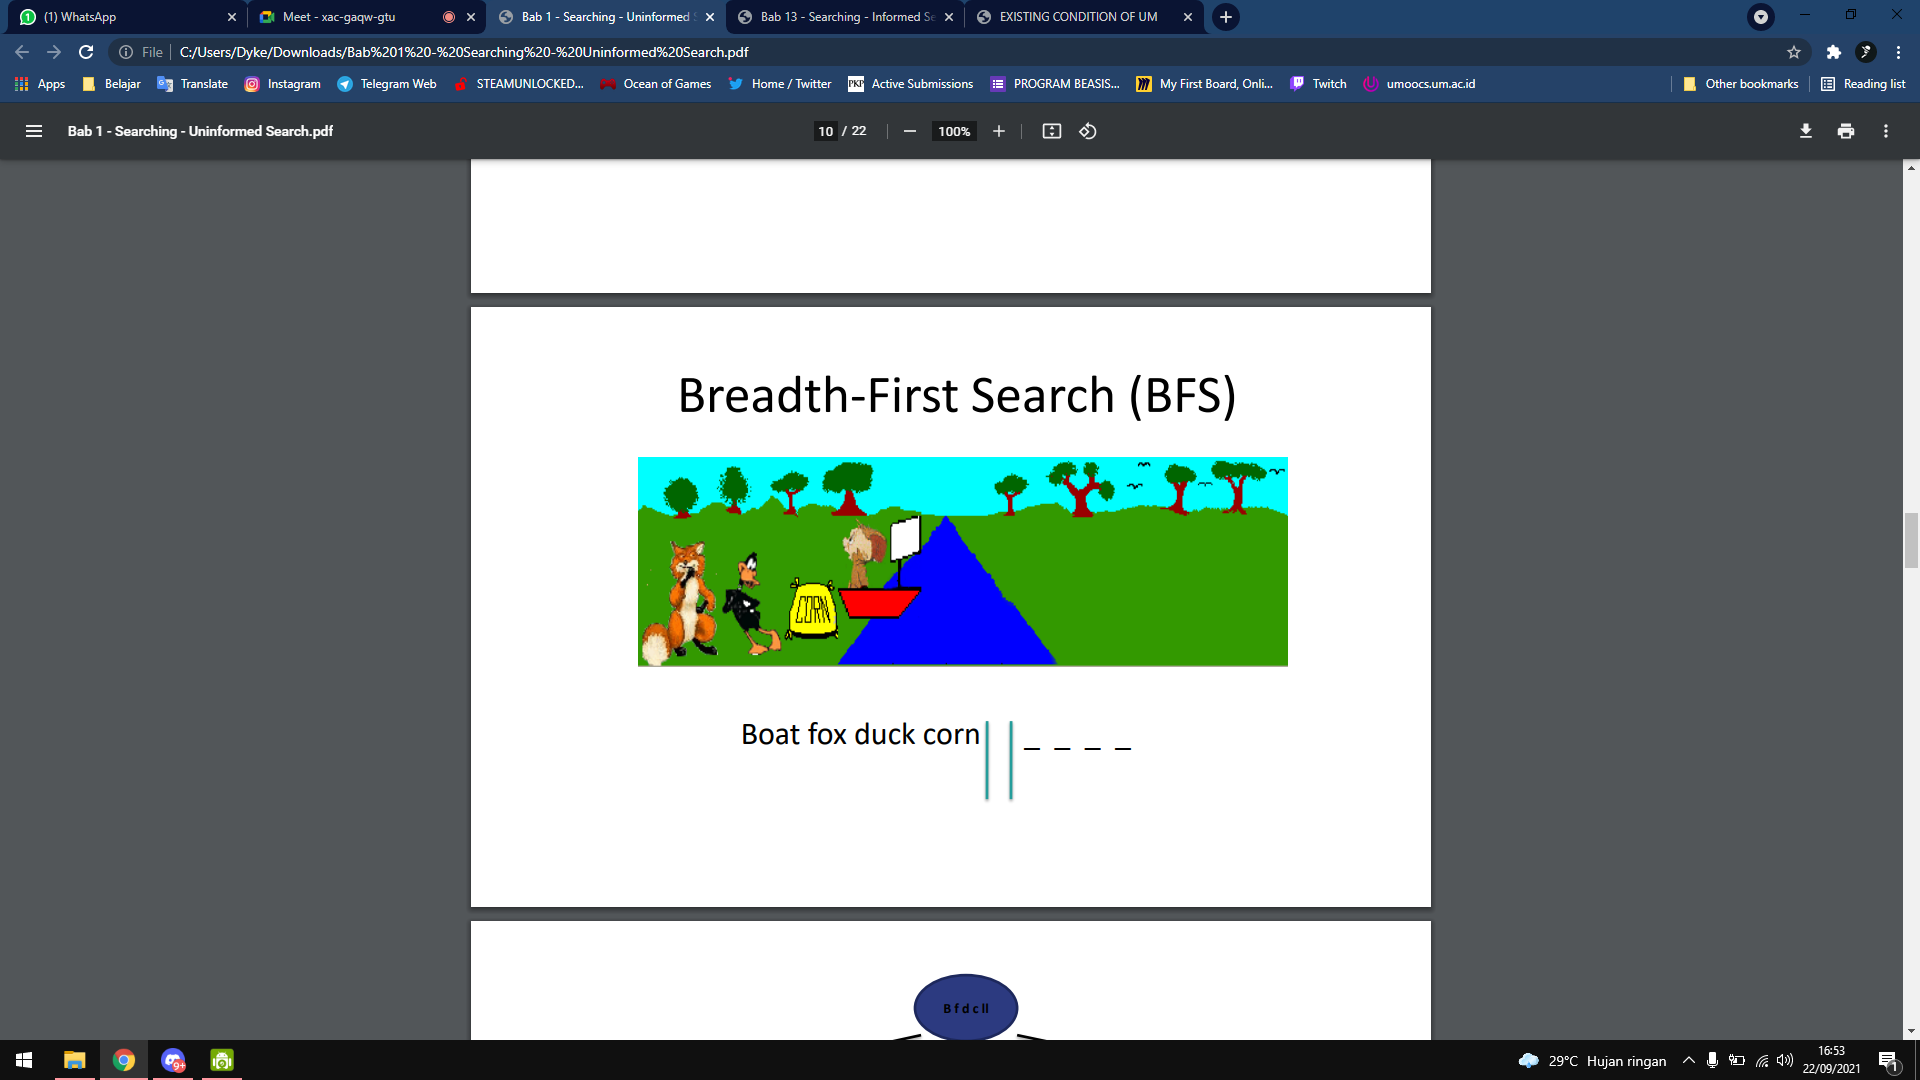 (1) WhatsApp
Meet - xac-gaqw-gtu
Bab 1 - Searching - Uninformed
Bab 13 - Searching - Informed Se
EXISTING CONDITION OF UM
File
C:/Users/Dyke/Downloads/Bab%201%20-%20Searching%20-%20Uninformed%20Search.pdf
Apps
Belajar
Translate
Instagram
Telegram Web
STEAMUNLOCKED...
Ocean of Games
Home / Twitter
PKP Active Submissions
PROGRAM BEASIS...
My First Board, Onli...
Twitch
umoocs.um.ac.id
Other bookmarks
Reading list
Bab 1 - Searching - Uninformed Search.pdf
10 / 22
100%
Breadth-First Search (BFS)
CORN
Boat fox duck corn || _ _ _ _
B f d c ||
9+
29°C Hujan ringan
16:53
22/09/2021
1